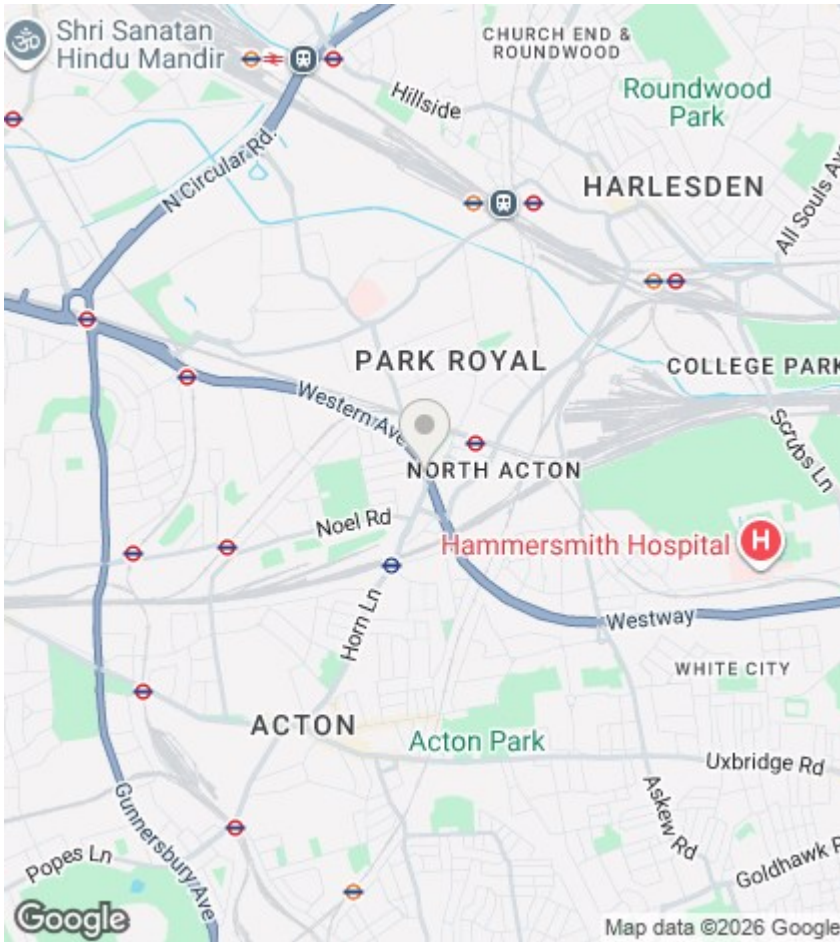 Shri Sanatan
Hindu Mandir
CHURCH END &
ROUNDWOOD
Hillside
Roundwood
Park
N Circular Rd.
HARLESDEN
All Souls Av
PARK ROYAL
COLLEGE PARK
Western Ave
Scrubs Ln
NORTH ACTON
Noel Rd
Hammersmith Hospital
H
Horn Ln
Westway
WHITE CITY
ACTON
Acton Park
Uxbridge Rd
Gunnersbury Ave
Askew Rd
Popes Ln
Goldhawk R
Google
Map data ©2026 Google